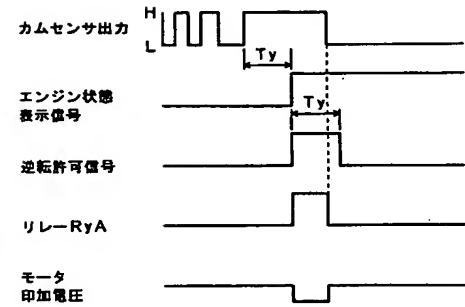 カムセンサ出力
H
L
Ty
エンジン状態
表示信号
Ty
逆転許可信号
リレーRyA
モータ
印加電圧